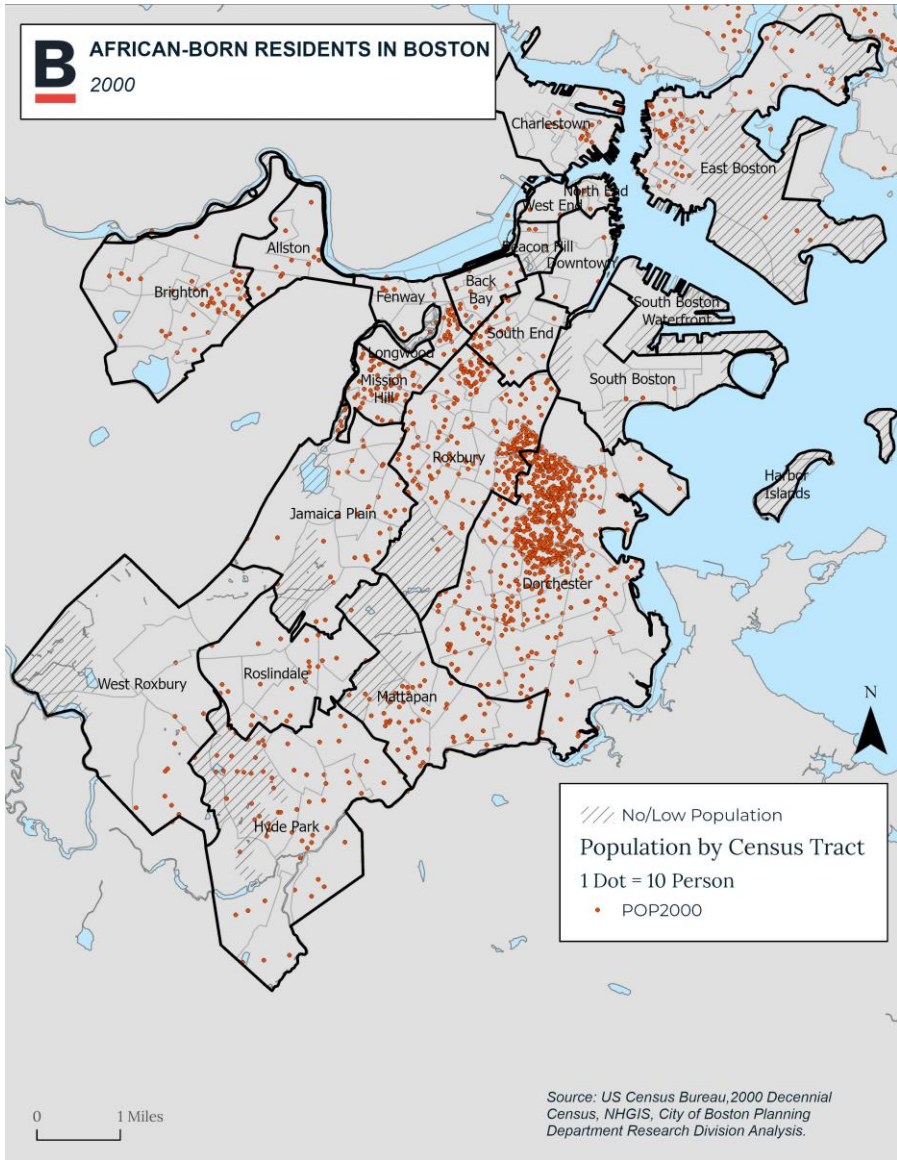 B
AFRICAN-BORN RESIDENTS IN BOSTON
2000
Charlestown
East Boston
North End
West End
Beacon Hill
Downtown
Allston
Brighton
Fenway
Back
Bay
South End
South Boston
Waterfront
Longwood
Mission
Hill
South Boston
Roxbury
Harbor
Islands
Jamaica Plain
Dorchester
West Roxbury
Roslindale
Mattapan
Hyde Park
N
No/Low Population
Population by Census Tract
1 Dot = 10 Person
POP2000
0 1 Miles
Source: US Census Bureau,2000 Decennial
Census, NHGIS, City of Boston Planning
Department Research Division Analysis.